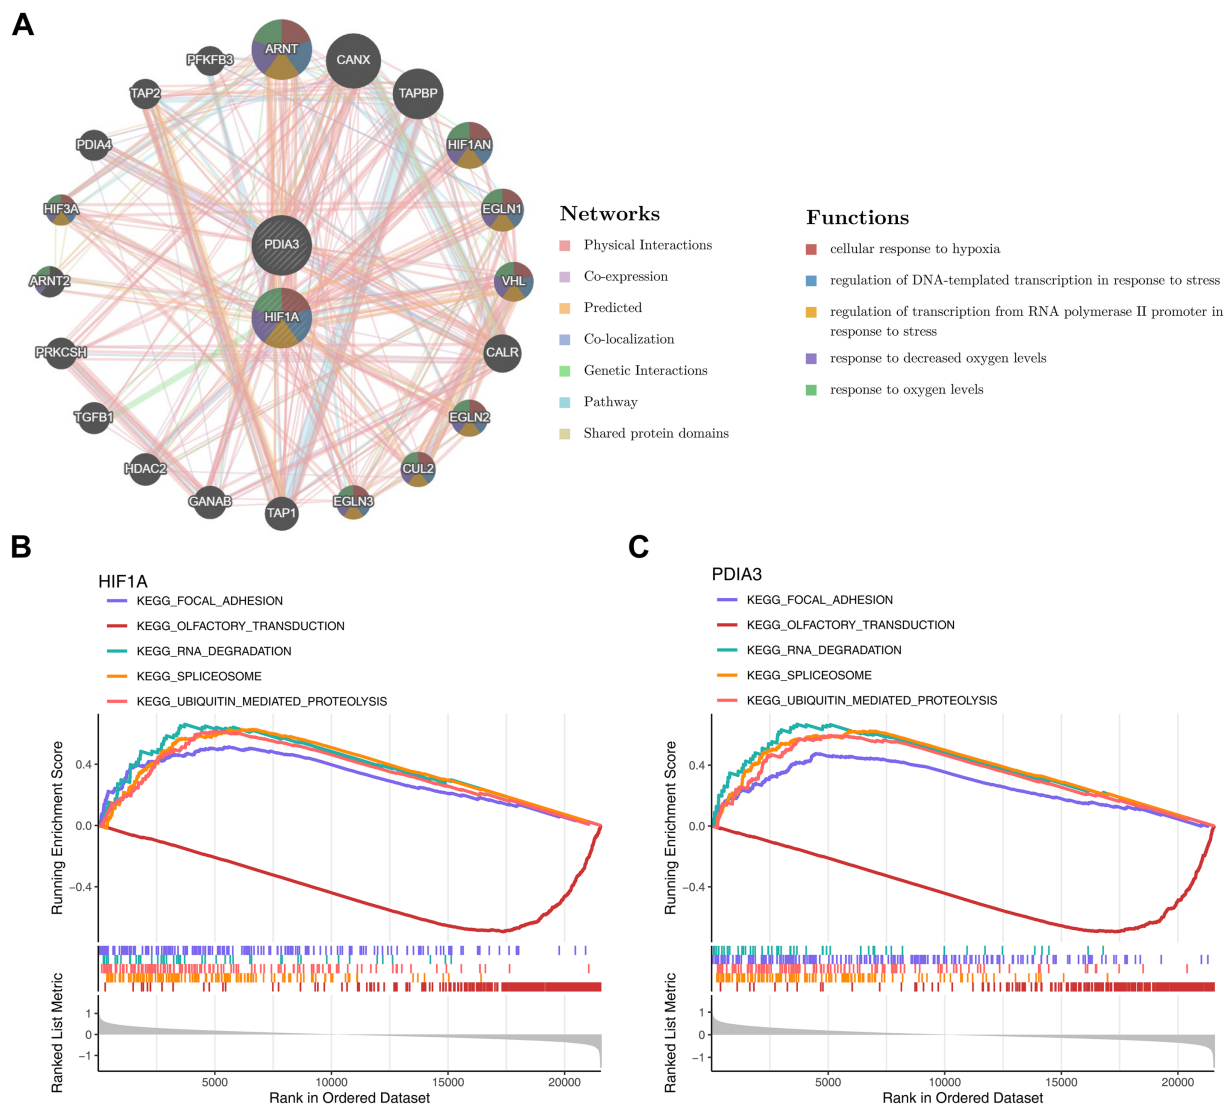 A
ARNT
PFKFB3
CANX
TAP2
TAPBP
PDIA4
HIF1AN
HIF3A
EGLN1
PDIA3
ARNT2
VHL
HIF1A
PRKCSH
CALR
TGFB1
EGLN2
HDAC2
CUL2
GANAB
EGLN3
TAP1
Networks
Physical Interactions
Co-expression
Predicted
Co-localization
Genetic Interactions
Pathway
Shared protein domains
Functions
cellular response to hypoxia
regulation of DNA-templated transcription in response to stress
regulation of transcription from RNA polymerase II promoter in
response to stress
response to decreased oxygen levels
response to oxygen levels
B
HIF1A
KEGG_FOCAL_ADHESION
KEGG_OLFACTORY_TRANSDUCTION
KEGG_RNA_DEGRADATION
KEGG_SPLICEOSOME
KEGG_UBIQUITIN_MEDIATED_PROTEOLYSIS
Running Enrichment Score
0.4
0.0
−0.4
Ranked List Metric
1
0
−1
5000
10000
15000
20000
Rank in Ordered Dataset
C
PDIA3
KEGG_FOCAL_ADHESION
KEGG_OLFACTORY_TRANSDUCTION
KEGG_RNA_DEGRADATION
KEGG_SPLICEOSOME
KEGG_UBIQUITIN_MEDIATED_PROTEOLYSIS
Running Enrichment Score
0.4
0.0
−0.4
Ranked List Metric
1
0
−1
5000
10000
15000
20000
Rank in Ordered Dataset